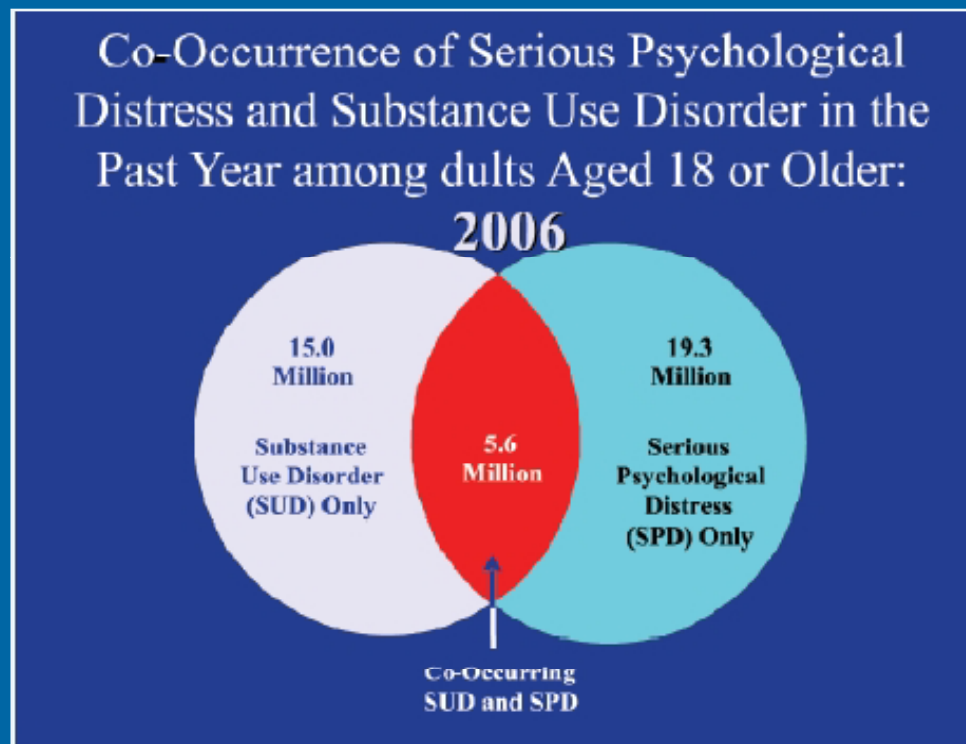 Co-Occurrence of Serious Psychological
Distress and Substance Use Disorder in the
Past Year among dults Aged 18 or Older:
2006
15.0
Million
Substance
Use Disorder
(SUD) Only
5.6
Million
19.3
Million
Serious
Psychological
Distress
(SPD) Only
Co-Occurring
SUD and SPD